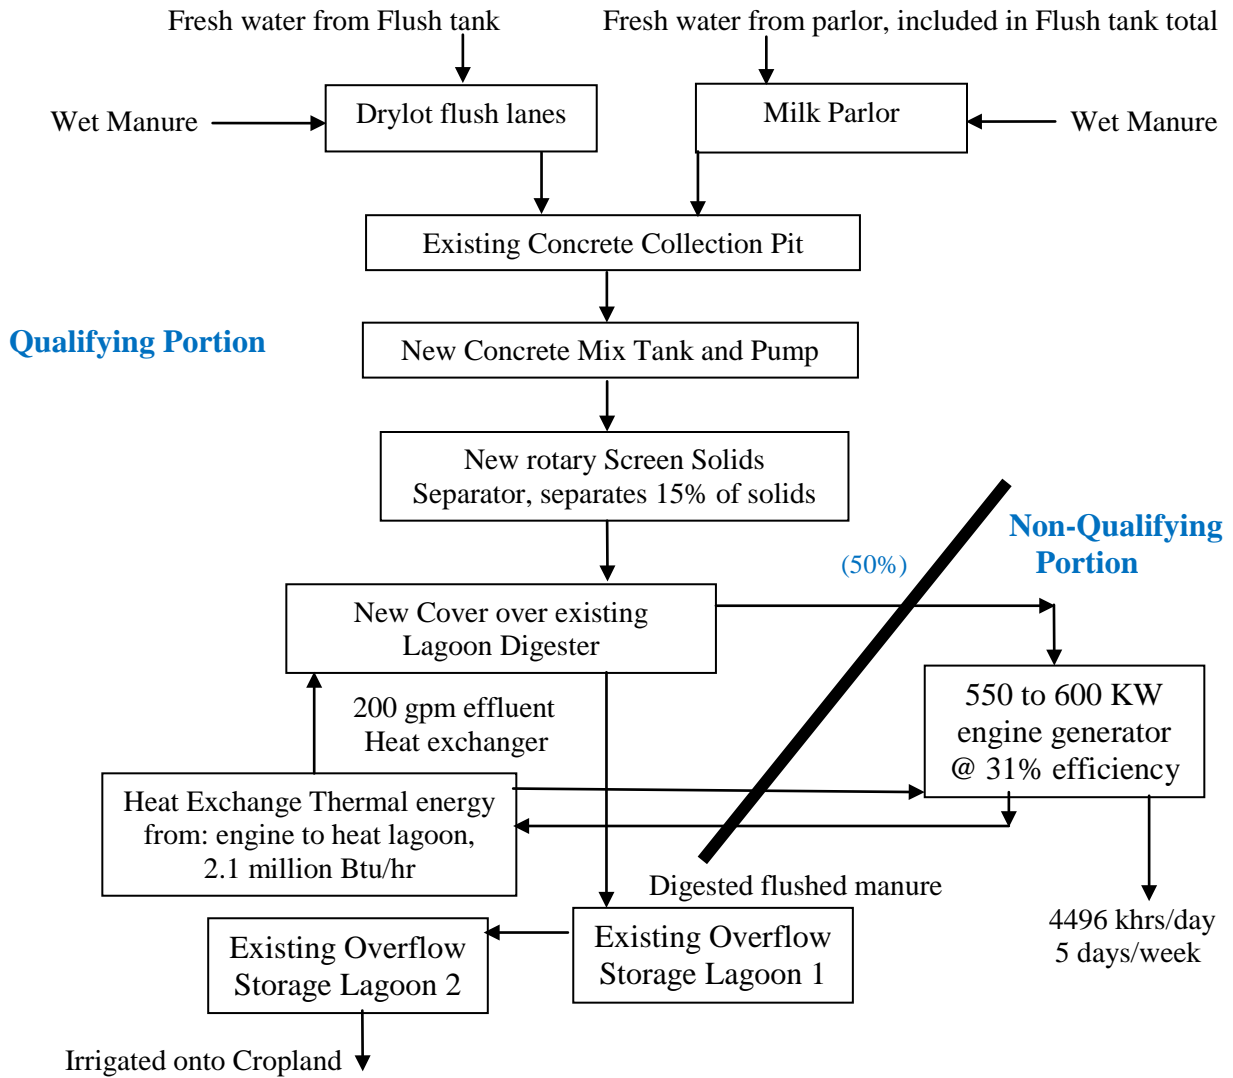 Fresh water from Flush tank
Fresh water from parlor, included in Flush tank total
Wet Manure
Drylot flush lanes
Milk Parlor
Wet Manure
Existing Concrete Collection Pit
Qualifying Portion
New Concrete Mix Tank and Pump
New rotary Screen Solids
Separator, separates 15% of solids
Non-Qualifying
Portion
(50%)
New Cover over existing
Lagoon Digester
200 gpm effluent
Heat exchanger
550 to 600 KW
engine generator
@ 31% efficiency
Heat Exchange Thermal energy
from: engine to heat lagoon,
2.1 million Btu/hr
Digested flushed manure
4496 khrs/day
5 days/week
Existing Overflow
Storage Lagoon 1
Existing Overflow
Storage Lagoon 2
Irrigated onto Cropland